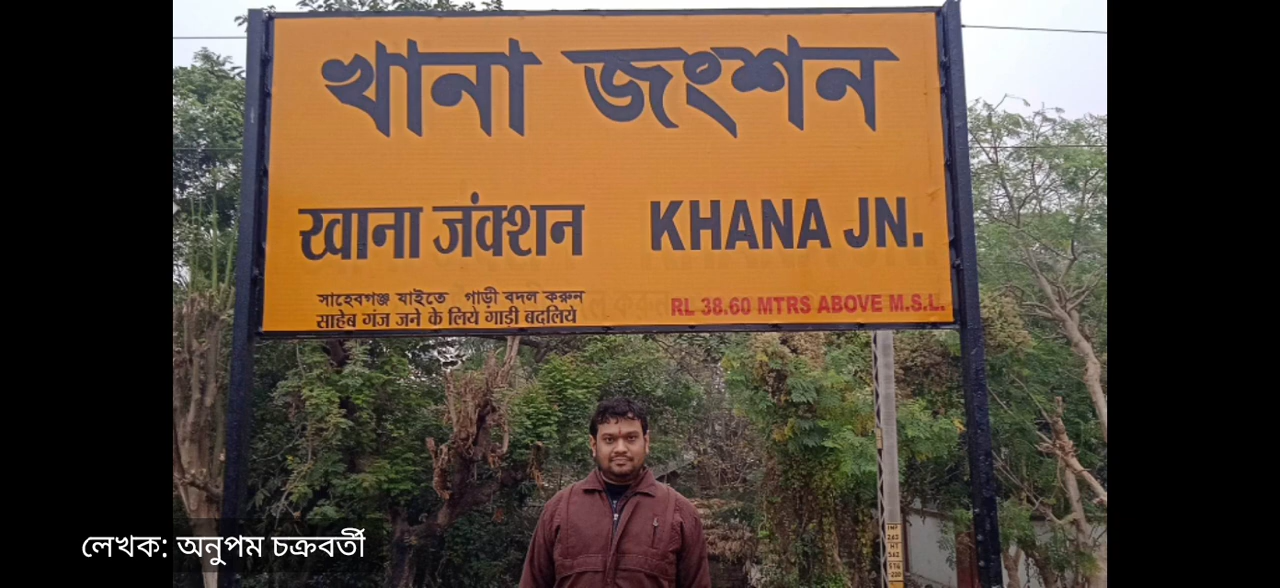 খানা জংশন
खाना जंक्शन KHANA JN.
সাহেবগঞ্জ যাইতে গাড়ী বদল করুন
साहेब गंज जने के लिये गाड़ी बदलिये
RL 38.60 MTRS ABOVE M.S.L.
লেখক: অনুপম চক্রবর্তী